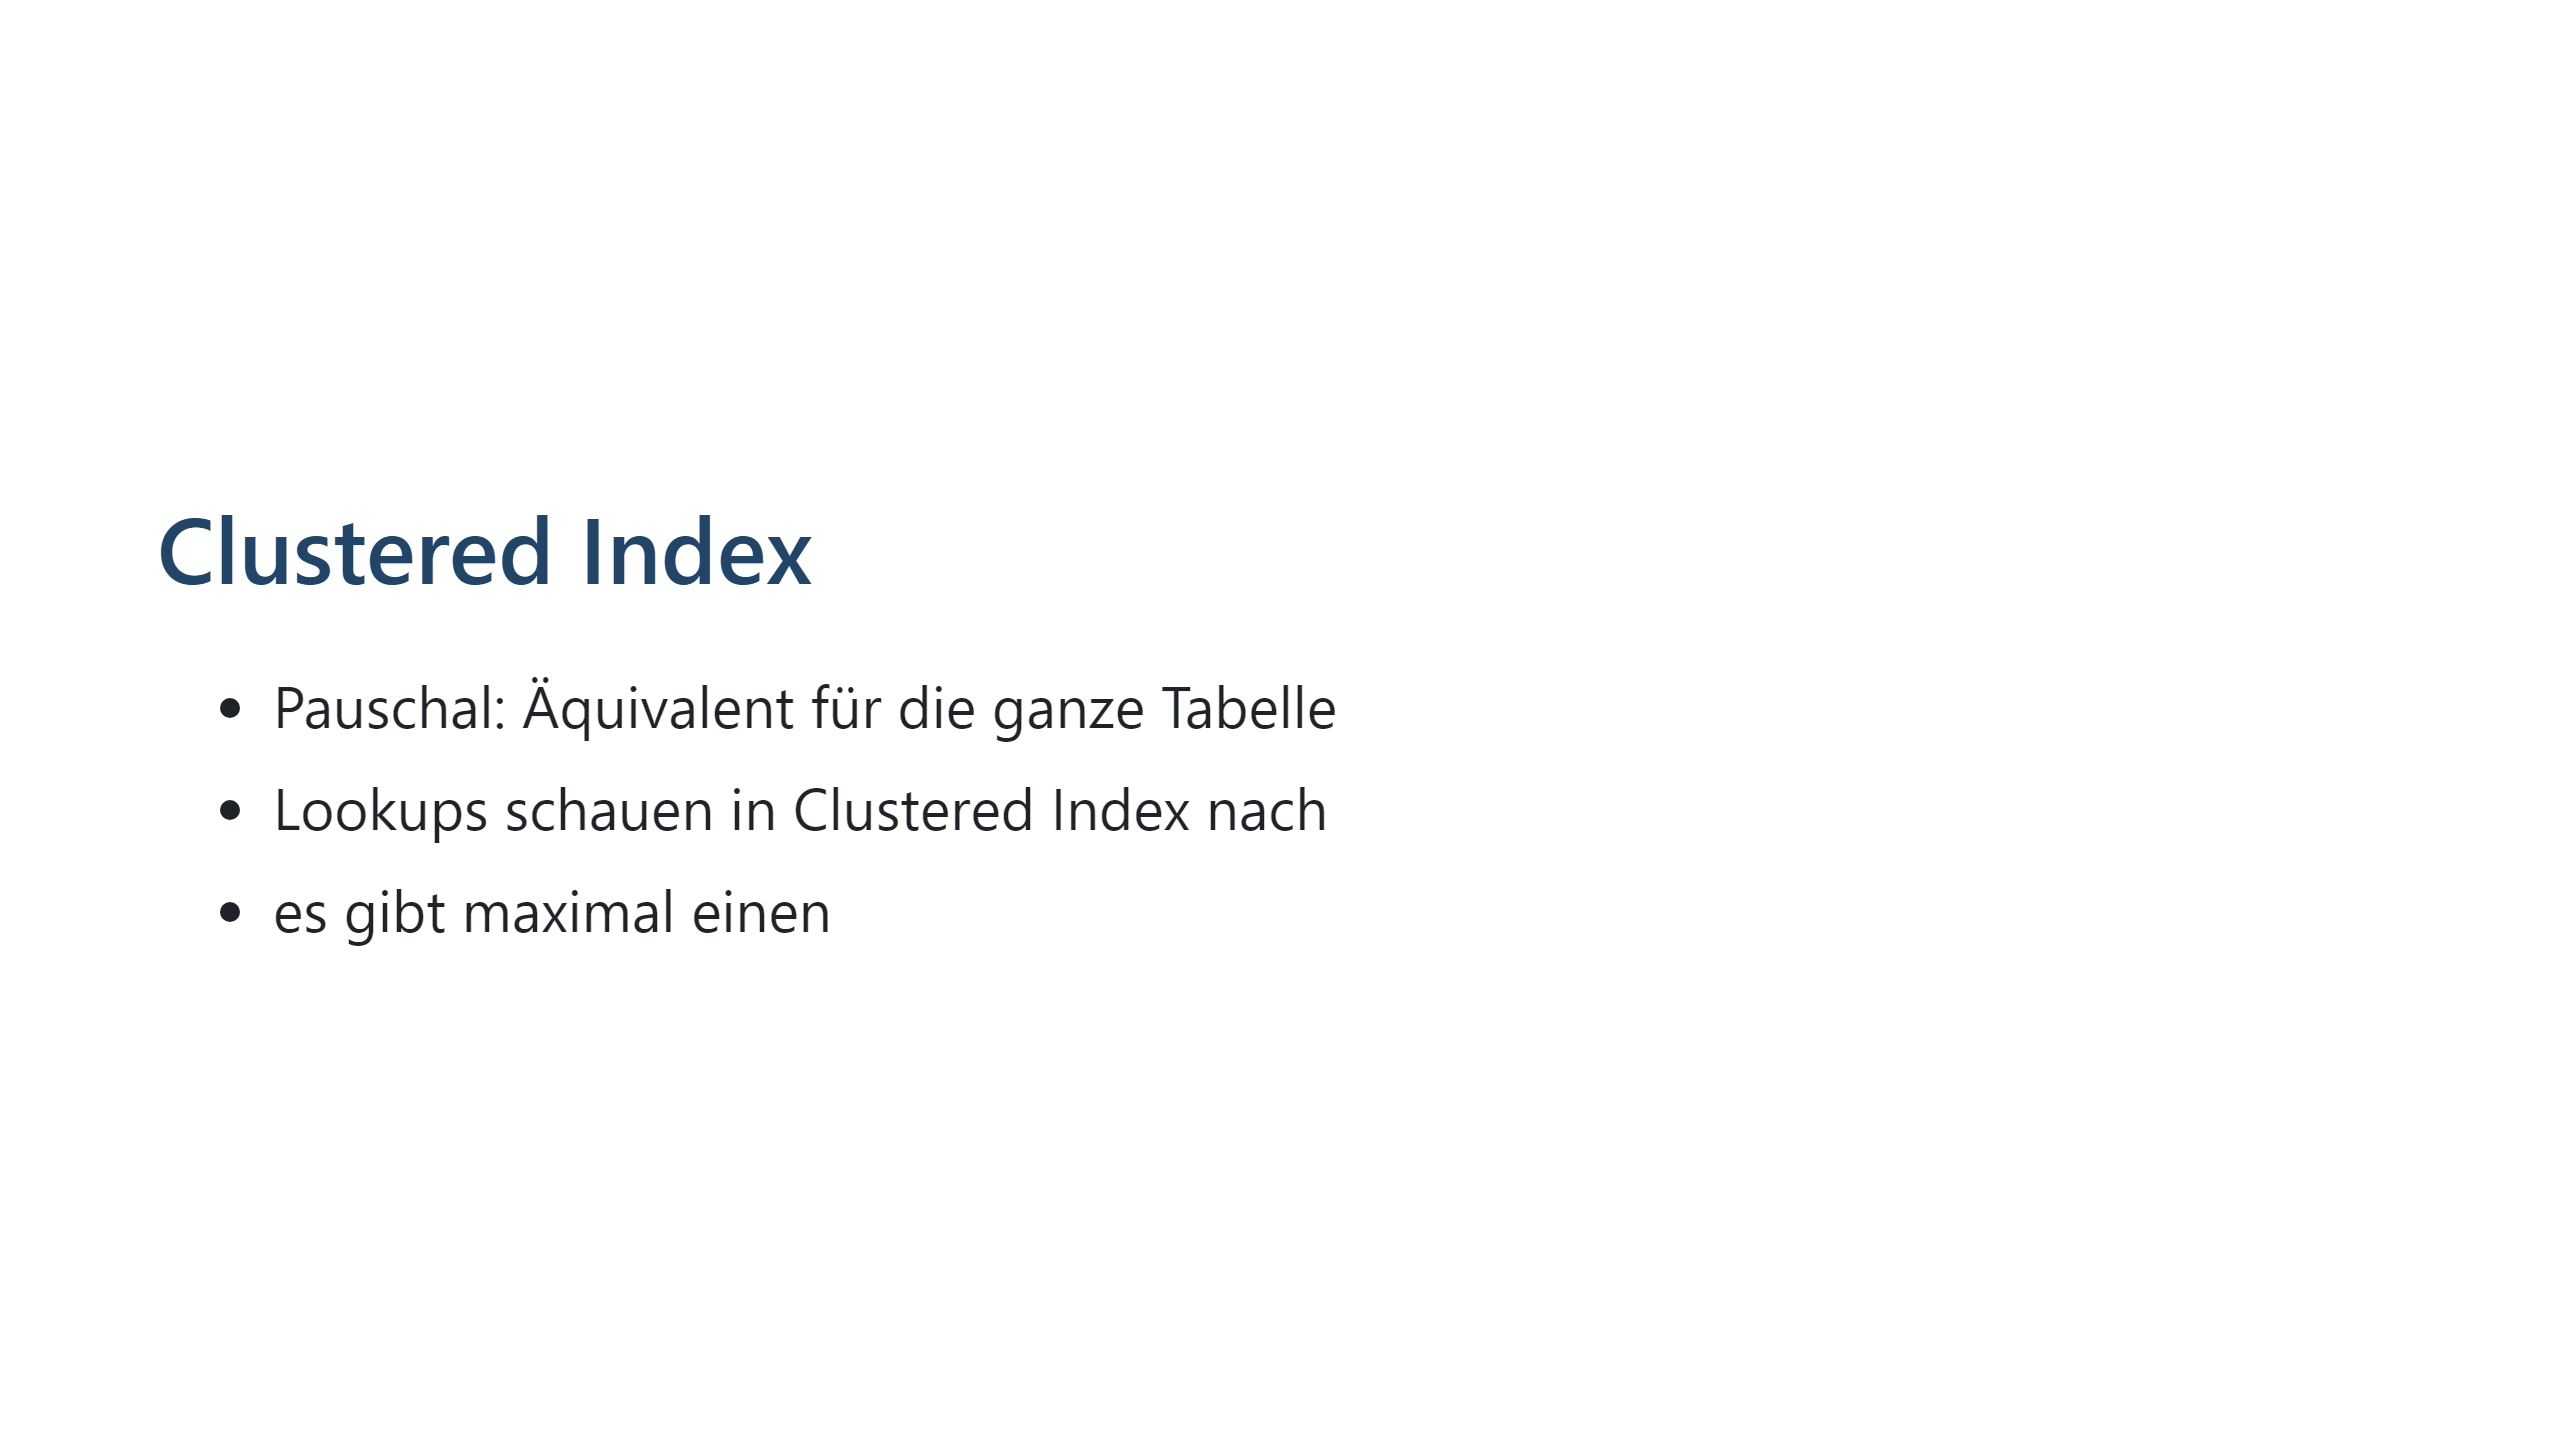 Clustered Index
Pauschal: Äquivalent für die ganze Tabelle
Lookups schauen in Clustered Index nach
es gibt maximal einen